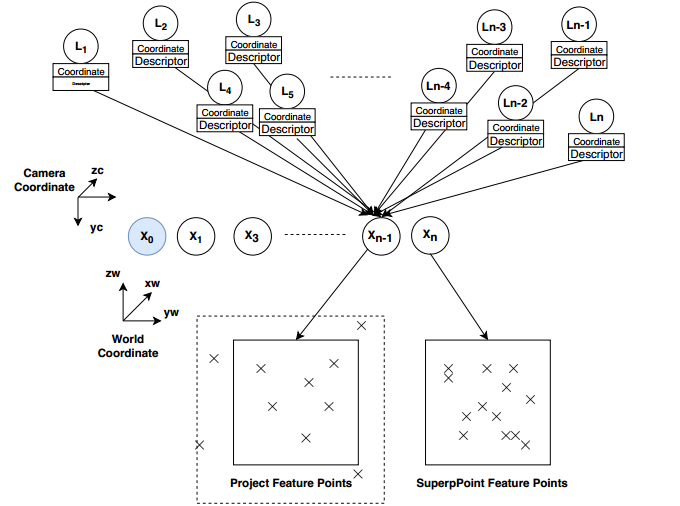 L1
Coordinate
Descriptor
L2
Coordinate
Descriptor
L3
Coordinate
Descriptor
L4
Coordinate
Descriptor
L5
Coordinate
Descriptor
Ln-4
Coordinate
Descriptor
Ln-3
Coordinate
Descriptor
Ln-2
Coordinate
Descriptor
Ln-1
Coordinate
Descriptor
Ln
Coordinate
Descriptor
Camera
Coordinate
zc
yc
X0
X1
X3
Xn-1
Xn
zw
xw
yw
World
Coordinate
Project Feature Points
SuperpPoint Feature Points